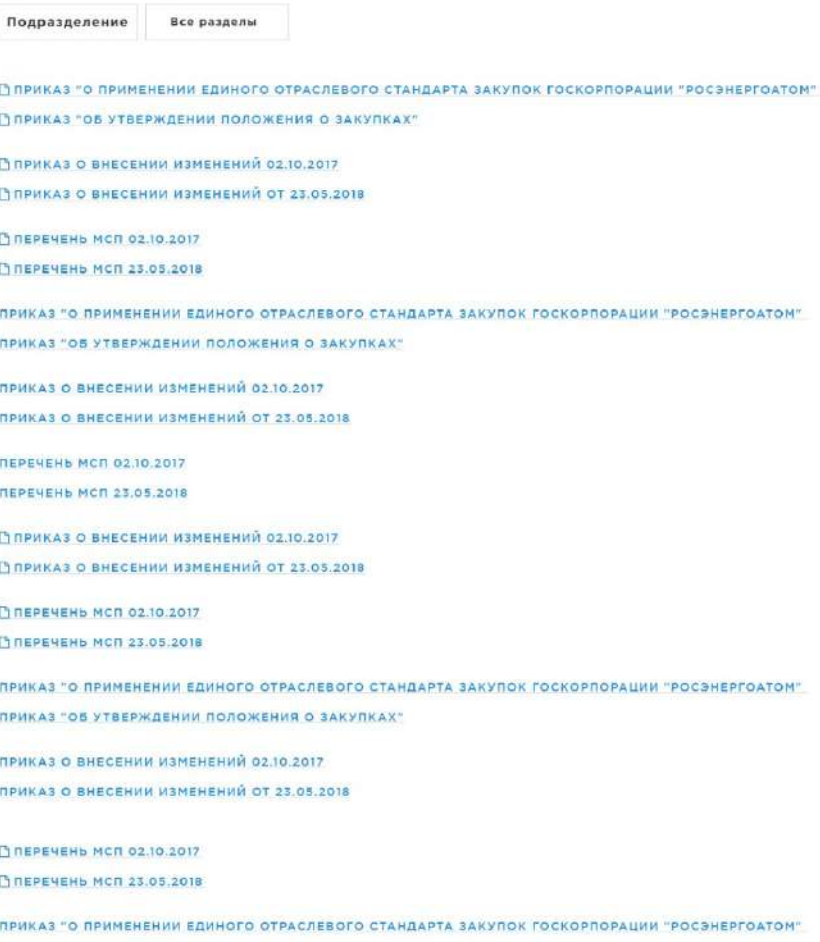 Подразделение Все разделы
ПРИКАЗ "О ПРИМЕНЕНИИ ЕДИНОГО ОТРАСЛЕВОГО СТАНДАРТА ЗАКУПОК ГОСКОРПОРАЦИИ "РОСЭНЕРГОАТОМ"
ПРИКАЗ "ОБ УТВЕРЖДЕНИИ ПОЛОЖЕНИЯ О ЗАКУПКАХ"
ПРИКАЗ О ВНЕСЕНИИ ИЗМЕНЕНИЙ 02.10.2017
ПРИКАЗ О ВНЕСЕНИИ ИЗМЕНЕНИЙ ОТ 23.05.2018
ПЕРЕЧЕНЬ МСП 02.10.2017
ПЕРЕЧЕНЬ МСП 23.05.2018
ПРИКАЗ "О ПРИМЕНЕНИИ ЕДИНОГО ОТРАСЛЕВОГО СТАНДАРТА ЗАКУПОК ГОСКОРПОРАЦИИ "РОСЭНЕРГОАТОМ"
ПРИКАЗ "ОБ УТВЕРЖДЕНИИ ПОЛОЖЕНИЯ О ЗАКУПКАХ"
ПРИКАЗ О ВНЕСЕНИИ ИЗМЕНЕНИЙ 02.10.2017
ПРИКАЗ О ВНЕСЕНИИ ИЗМЕНЕНИЙ ОТ 23.05.2018
ПЕРЕЧЕНЬ МСП 02.10.2017
ПЕРЕЧЕНЬ МСП 23.05.2018
ПРИКАЗ О ВНЕСЕНИИ ИЗМЕНЕНИЙ 02.10.2017
ПРИКАЗ О ВНЕСЕНИИ ИЗМЕНЕНИЙ ОТ 23.05.2018
ПЕРЕЧЕНЬ МСП 02.10.2017
ПЕРЕЧЕНЬ МСП 23.05.2018
ПРИКАЗ "О ПРИМЕНЕНИИ ЕДИНОГО ОТРАСЛЕВОГО СТАНДАРТА ЗАКУПОК ГОСКОРПОРАЦИИ "РОСЭНЕРГОАТОМ"
ПРИКАЗ "ОБ УТВЕРЖДЕНИИ ПОЛОЖЕНИЯ О ЗАКУПКАХ"
ПРИКАЗ О ВНЕСЕНИИ ИЗМЕНЕНИЙ 02.10.2017
ПРИКАЗ О ВНЕСЕНИИ ИЗМЕНЕНИЙ ОТ 23.05.2018
ПЕРЕЧЕНЬ МСП 02.10.2017
ПЕРЕЧЕНЬ МСП 23.05.2018
ПРИКАЗ "О ПРИМЕНЕНИИ ЕДИНОГО ОТРАСЛЕВОГО СТАНДАРТА ЗАКУПОК ГОСКОРПОРАЦИИ "РОСЭНЕРГОАТОМ"